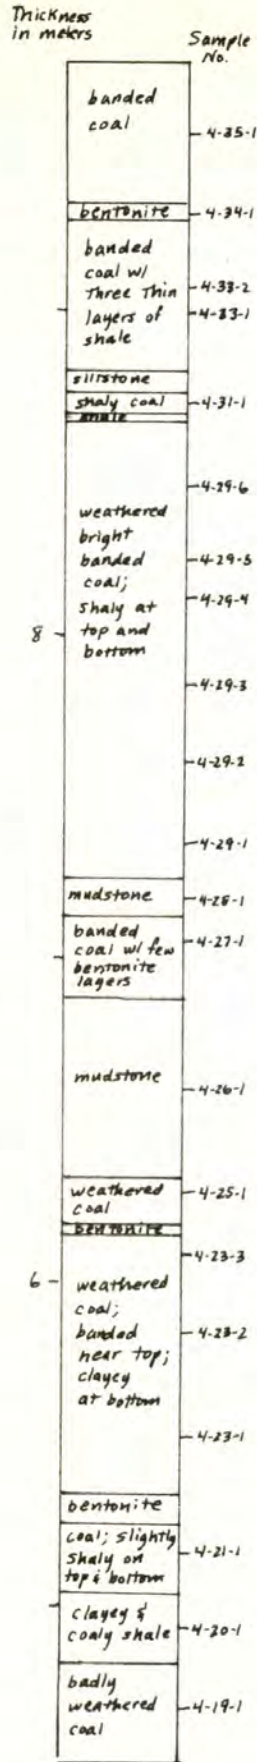 Thickness
in meters
Sample
No.
banded
coal
4-35-1
bentonite
4-34-1
banded
coal w/
Three Thin
layers of
shale
4-33-2
4-33-1
siltstone
shaly coal
4-31-1
shale
weathered
bright
banded
coal;
shaly at
top and
bottom
4-29-6
4-29-5
4-29-4
8
4-29-3
4-29-2
4-29-1
mudstone
4-28-1
banded
coal w/ few
bentonite
layers
4-27-1
mudstone
4-26-1
weathered
coal
4-25-1
bentonite
4-23-3
6
weathered
coal;
banded
near top;
clayey
at bottom
4-23-2
4-23-1
bentonite
coal; slightly
shaly on
top & bottom
4-21-1
clayey &
coaly shale
4-20-1
badly
weathered
coal
4-19-1